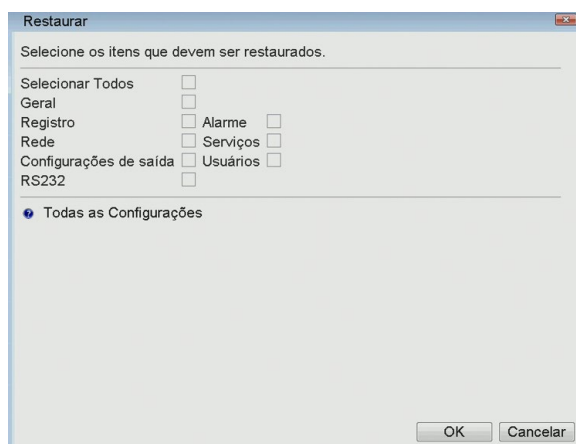 Restaurar
Selecione os itens que devem ser restaurados.
Selecionar Todos
Geral
Registro Alarme
Rede Serviços
Configurações de saída Usuários
RS232
Todas as Configurações
OK Cancelar